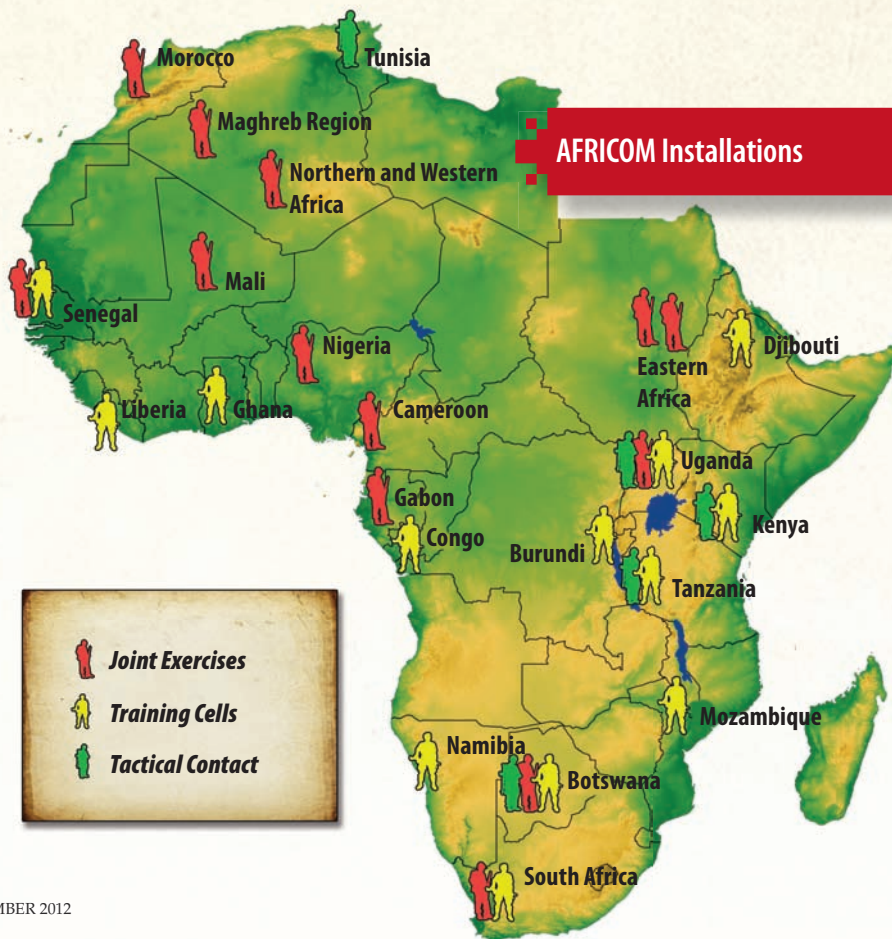 Morocco
Tunisia
Maghreb Region
AFRICOM Installations
Northern and Western
Africa
Mali
Senegal
Nigeria
Eastern
Africa
Djibouti
Liberia
Ghana
Cameroon
Uganda
Gabon
Congo
Burundi
Kenya
Tanzania
Joint Exercises
Training Cells
Tactical Contact
Mozambique
Namibia
Botswana
South Africa
2012